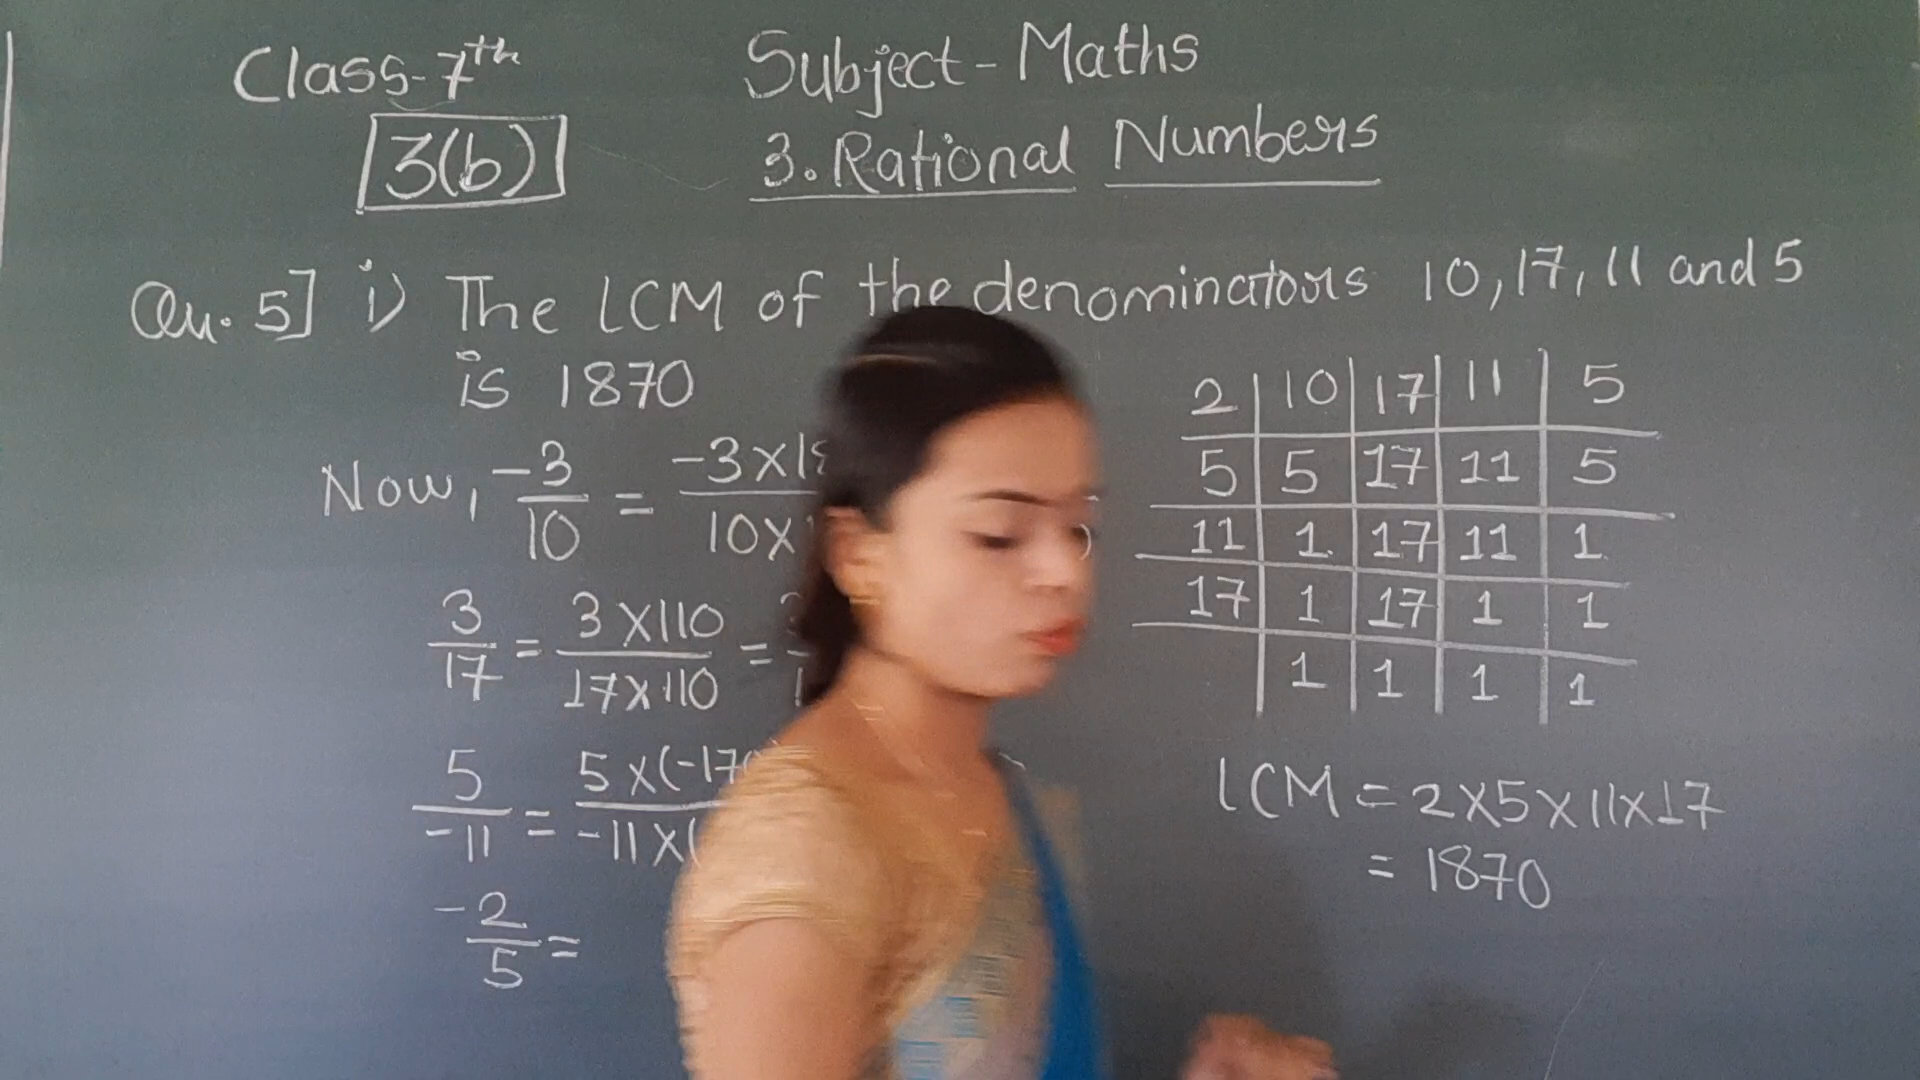 Class-7th Subject-Maths
3(b) 3. Rational Numbers
Qu. 5] i) The LCM of the denominators 10, 17, 11 and 5
is 1870
Now, -3/10 = -3×18 / 10×
3/17 = 3×110 / 17×110 =
5/-11 = 5×(-17 / -11×(
-2/5 =
2 | 10 | 17 | 11 | 5
5 | 5 | 17 | 11 | 5
11 | 1 | 17 | 11 | 1
17 | 1 | 17 | 1 | 1
1 | 1 | 1 | 1
LCM = 2×5×11×17
= 1870